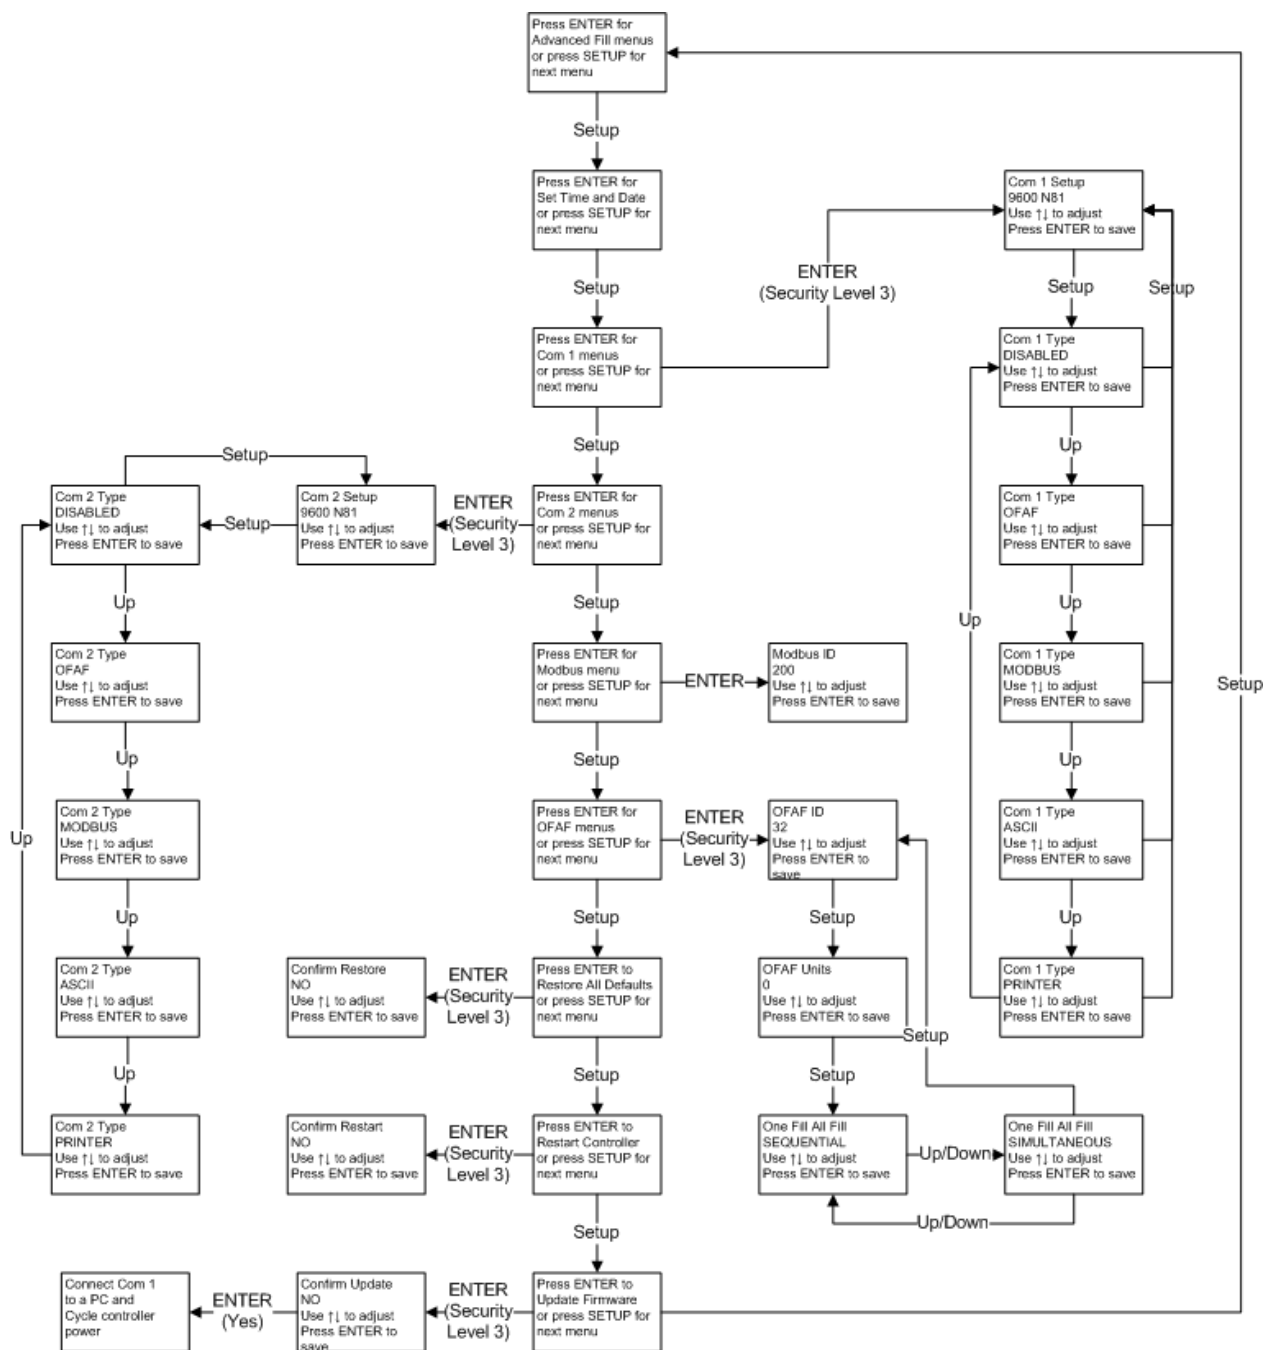 Press ENTER for
Advanced Fill menus
or press SETUP for
next menu
Setup
Press ENTER for
Set Time and Date
or press SETUP for
next menu
Com 1 Setup
9600 N81
Use ↑↓ to adjust
Press ENTER to save
ENTER
(Security Level 3)
Setup
Setup
Setup
Press ENTER for
Com 1 menus
or press SETUP for
next menu
Com 1 Type
DISABLED
Use ↑↓ to adjust
Press ENTER to save
Setup
Up
Setup
Com 2 Type
DISABLED
Use ↑↓ to adjust
Press ENTER to save
Setup
Com 2 Setup
9600 N81
Use ↑↓ to adjust
Press ENTER to save
ENTER
(Security
Level 3)
Press ENTER for
Com 2 menus
or press SETUP for
next menu
Com 1 Type
OFAF
Use ↑↓ to adjust
Press ENTER to save
Up
Setup
Up
Up
Com 2 Type
OFAF
Use ↑↓ to adjust
Press ENTER to save
Press ENTER for
Modbus menu
or press SETUP for
next menu
ENTER
Modbus ID
200
Use ↑↓ to adjust
Press ENTER to save
Com 1 Type
MODBUS
Use ↑↓ to adjust
Press ENTER to save
Setup
Up
Setup
Up
Com 2 Type
MODBUS
Use ↑↓ to adjust
Press ENTER to save
Up
Press ENTER for
OFAF menus
or press SETUP for
next menu
ENTER
(Security
Level 3)
OFAF ID
32
Use ↑↓ to adjust
Press ENTER to
save
Com 1 Type
ASCII
Use ↑↓ to adjust
Press ENTER to save
Up
Setup
Setup
Up
Com 2 Type
ASCII
Use ↑↓ to adjust
Press ENTER to save
Confirm Restore
NO
Use ↑↓ to adjust
Press ENTER to save
ENTER
(Security
Level 3)
Press ENTER to
Restore All Defaults
or press SETUP for
next menu
OFAF Units
0
Use ↑↓ to adjust
Press ENTER to save
Com 1 Type
PRINTER
Use ↑↓ to adjust
Press ENTER to save
Setup
Up
Setup
Setup
Com 2 Type
PRINTER
Use ↑↓ to adjust
Press ENTER to save
Confirm Restart
NO
Use ↑↓ to adjust
Press ENTER to save
ENTER
(Security
Level 3)
Press ENTER to
Restart Controller
or press SETUP for
next menu
One Fill All Fill
SEQUENTIAL
Use ↑↓ to adjust
Press ENTER to save
Up/Down
One Fill All Fill
SIMULTANEOUS
Use ↑↓ to adjust
Press ENTER to save
Up/Down
Setup
Connect Com 1
to a PC and
Cycle controller
power
ENTER
(Yes)
Confirm Update
NO
Use ↑↓ to adjust
Press ENTER to
save
ENTER
(Security
Level 3)
Press ENTER to
Update Firmware
or press SETUP for
next menu